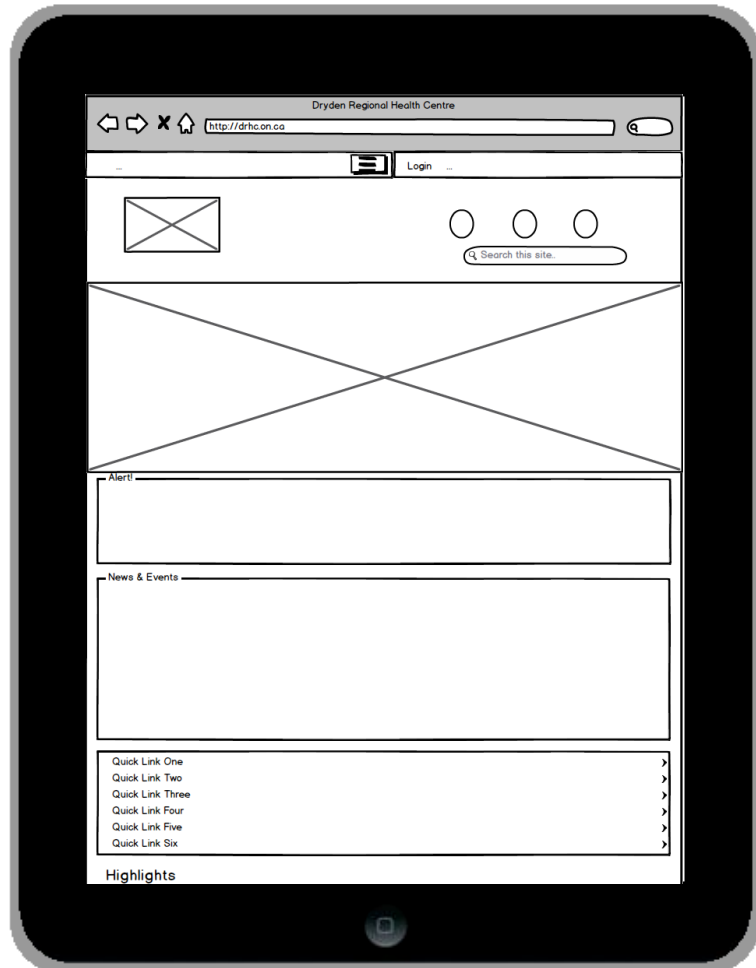 Dryden Regional Health Centre
http://drhc.on.ca
... Login ...
Search this site..
Alert!
News & Events
Quick Link One
Quick Link Two
Quick Link Three
Quick Link Four
Quick Link Five
Quick Link Six
Highlights